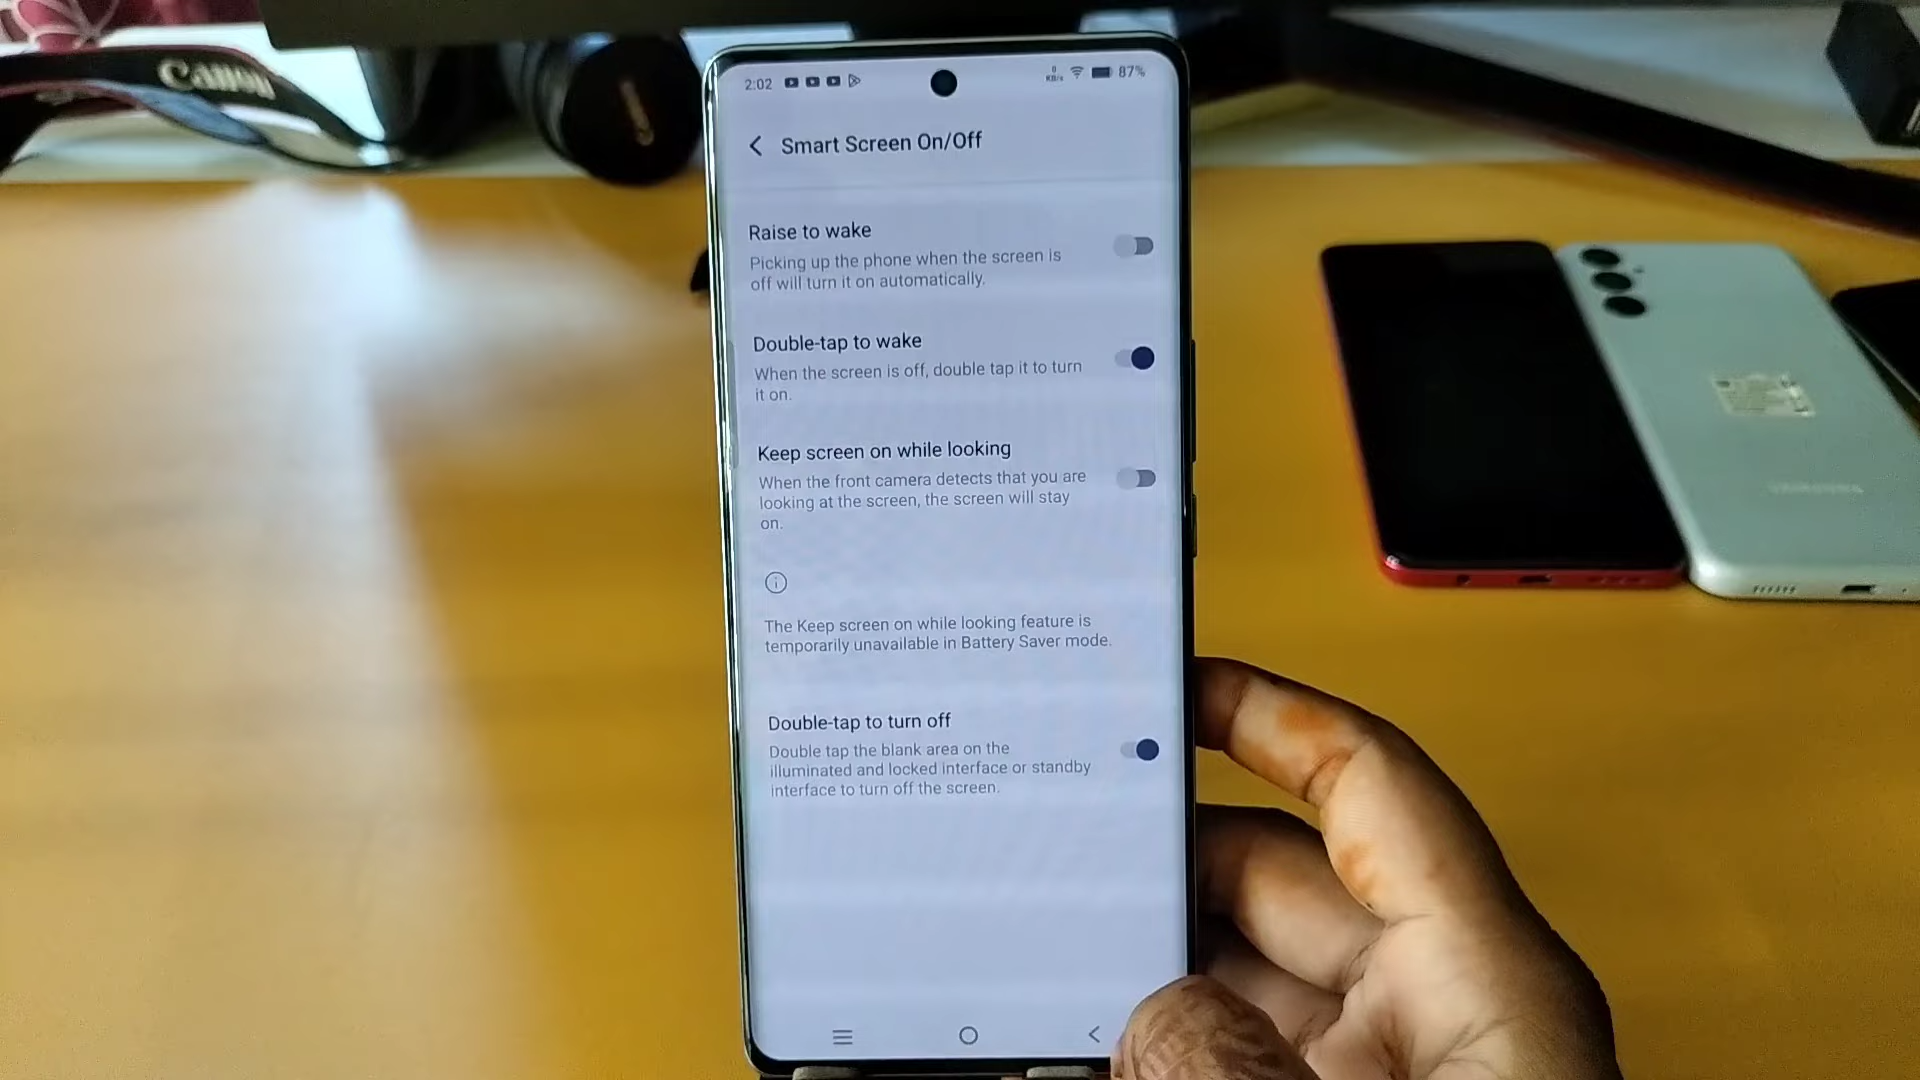 Canon
2:02
0
KB/s
87%
Smart Screen On/Off
Raise to wake
Picking up the phone when the screen is
off will turn it on automatically.
Double-tap to wake
When the screen is off, double tap it to turn
it on.
Keep screen on while looking
When the front camera detects that you are
looking at the screen, the screen will stay
on.
The Keep screen on while looking feature is
temporarily unavailable in Battery Saver mode.
Double-tap to turn off
Double tap the blank area on the
illuminated and locked interface or standby
interface to turn off the screen.
SAMSUNG